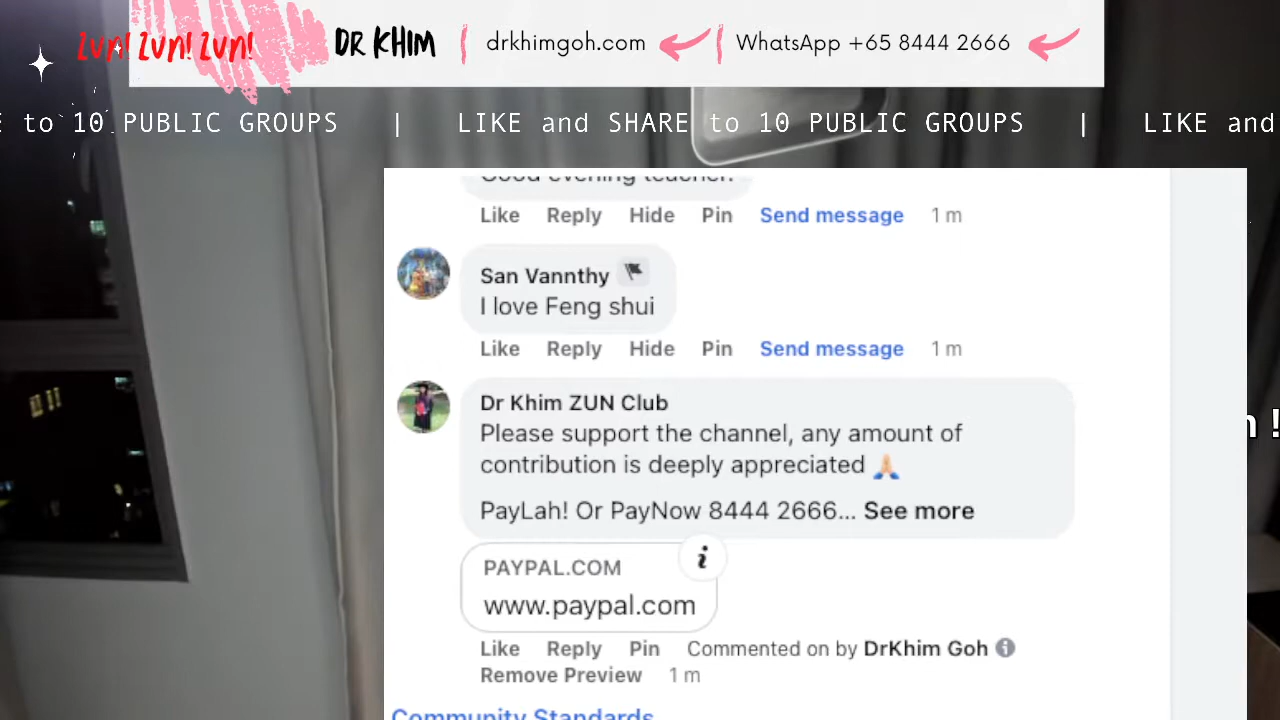 Zun! Zun! Zun! DR KHIM | drkhimgoh.com | WhatsApp +65 8444 2666
E to 10 PUBLIC GROUPS | LIKE and SHARE to 10 PUBLIC GROUPS | LIKE and
Good evening teacher.
Like Reply Hide Pin Send message 1 m
San Vannthy
I love Feng shui
Like Reply Hide Pin Send message 1 m
Dr Khim ZUN Club
Please support the channel, any amount of
contribution is deeply appreciated 🙏🏻
PayLah! Or PayNow 8444 2666... See more
PAYPAL.COM
www.paypal.com
Like Reply Pin Commented on by DrKhim Goh
Remove Preview 1 m
Community Standards